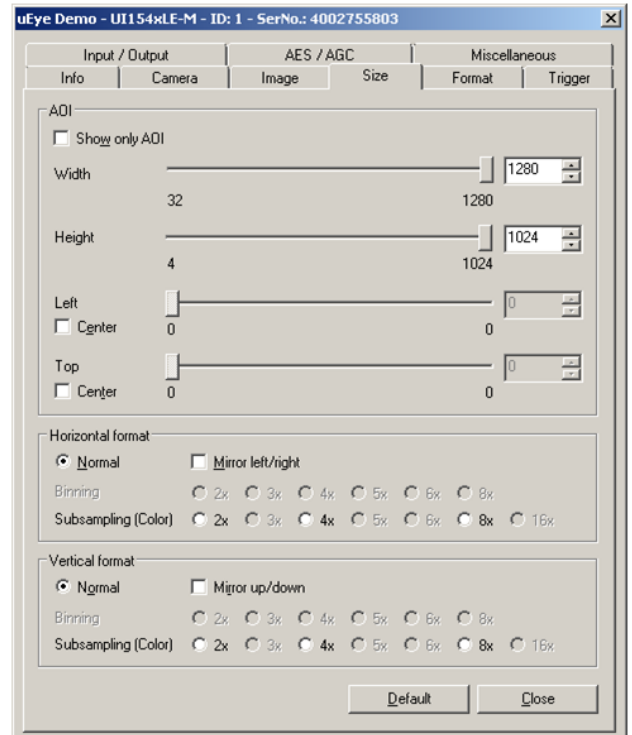 uEye Demo - UI154xLE-M - ID: 1 - SerNo.: 4002755803
Input / Output AES / AGC Miscellaneous
Info Camera Image Size Format Trigger
AOI
Show only AOI
Width 1280
32 1280
Height 1024
4 1024
Left 0
Center 0 0
Top 0
Center 0 0
Horizontal format
Normal Mirror left/right
Binning 2x 3x 4x 5x 6x 8x
Subsampling (Color) 2x 3x 4x 5x 6x 8x 16x
Vertical format
Normal Mirror up/down
Binning 2x 3x 4x 5x 6x 8x
Subsampling (Color) 2x 3x 4x 5x 6x 8x 16x
Default Close